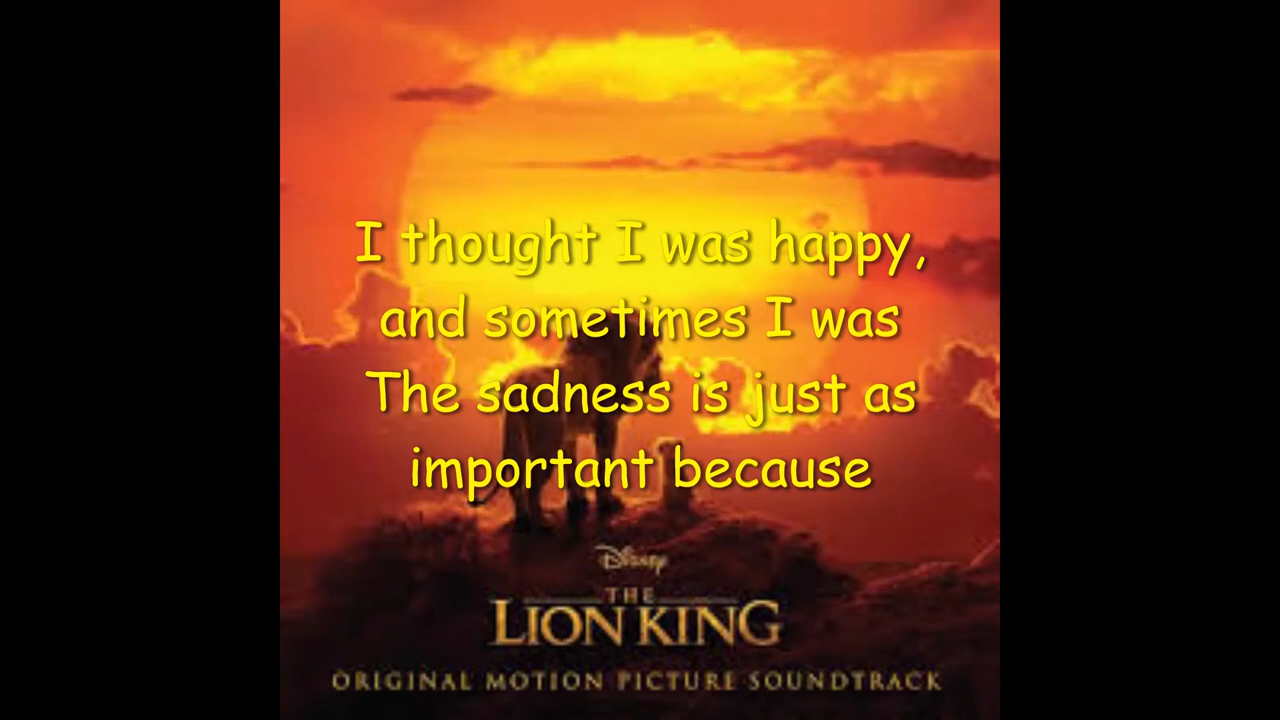 I thought I was happy,
and sometimes I was
The sadness is just as
important because
Disney
THE
LION KING
ORIGINAL MOTION PICTURE SOUNDTRACK